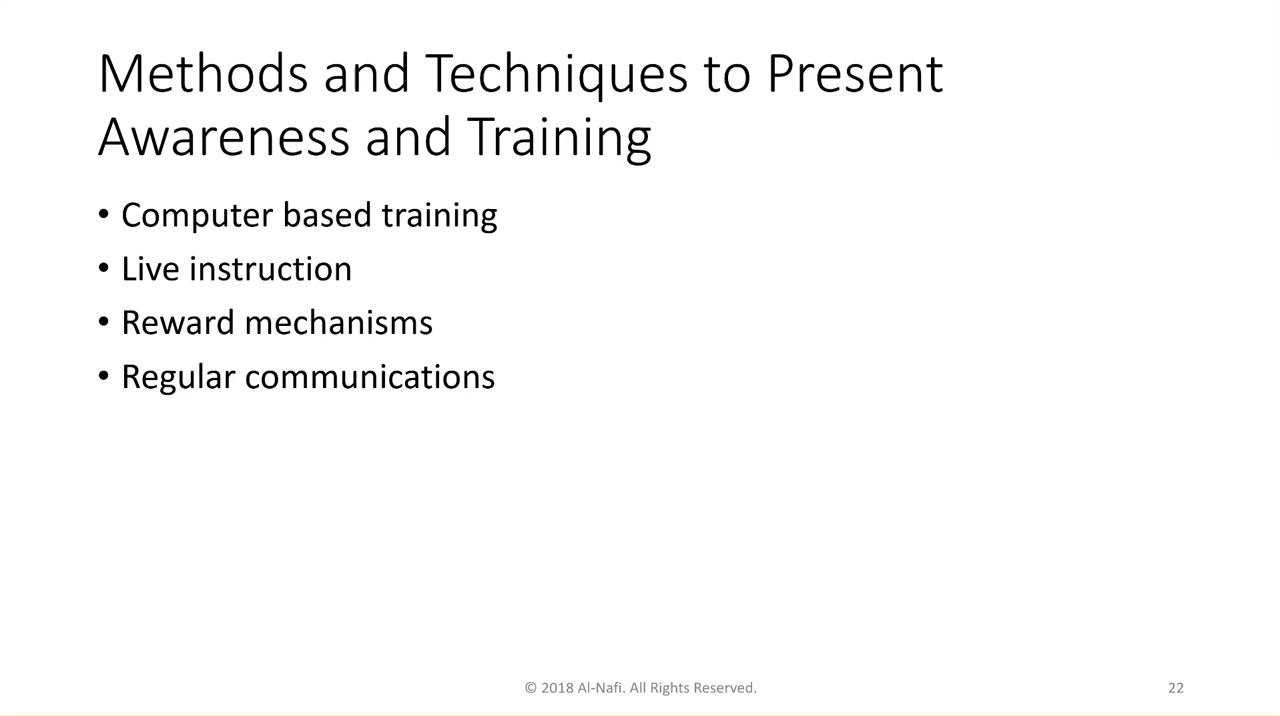 Methods and Techniques to Present
Awareness and Training
• Computer based training
• Live instruction
• Reward mechanisms
• Regular communications
© 2018 Al-Nafi. All Rights Reserved.
22